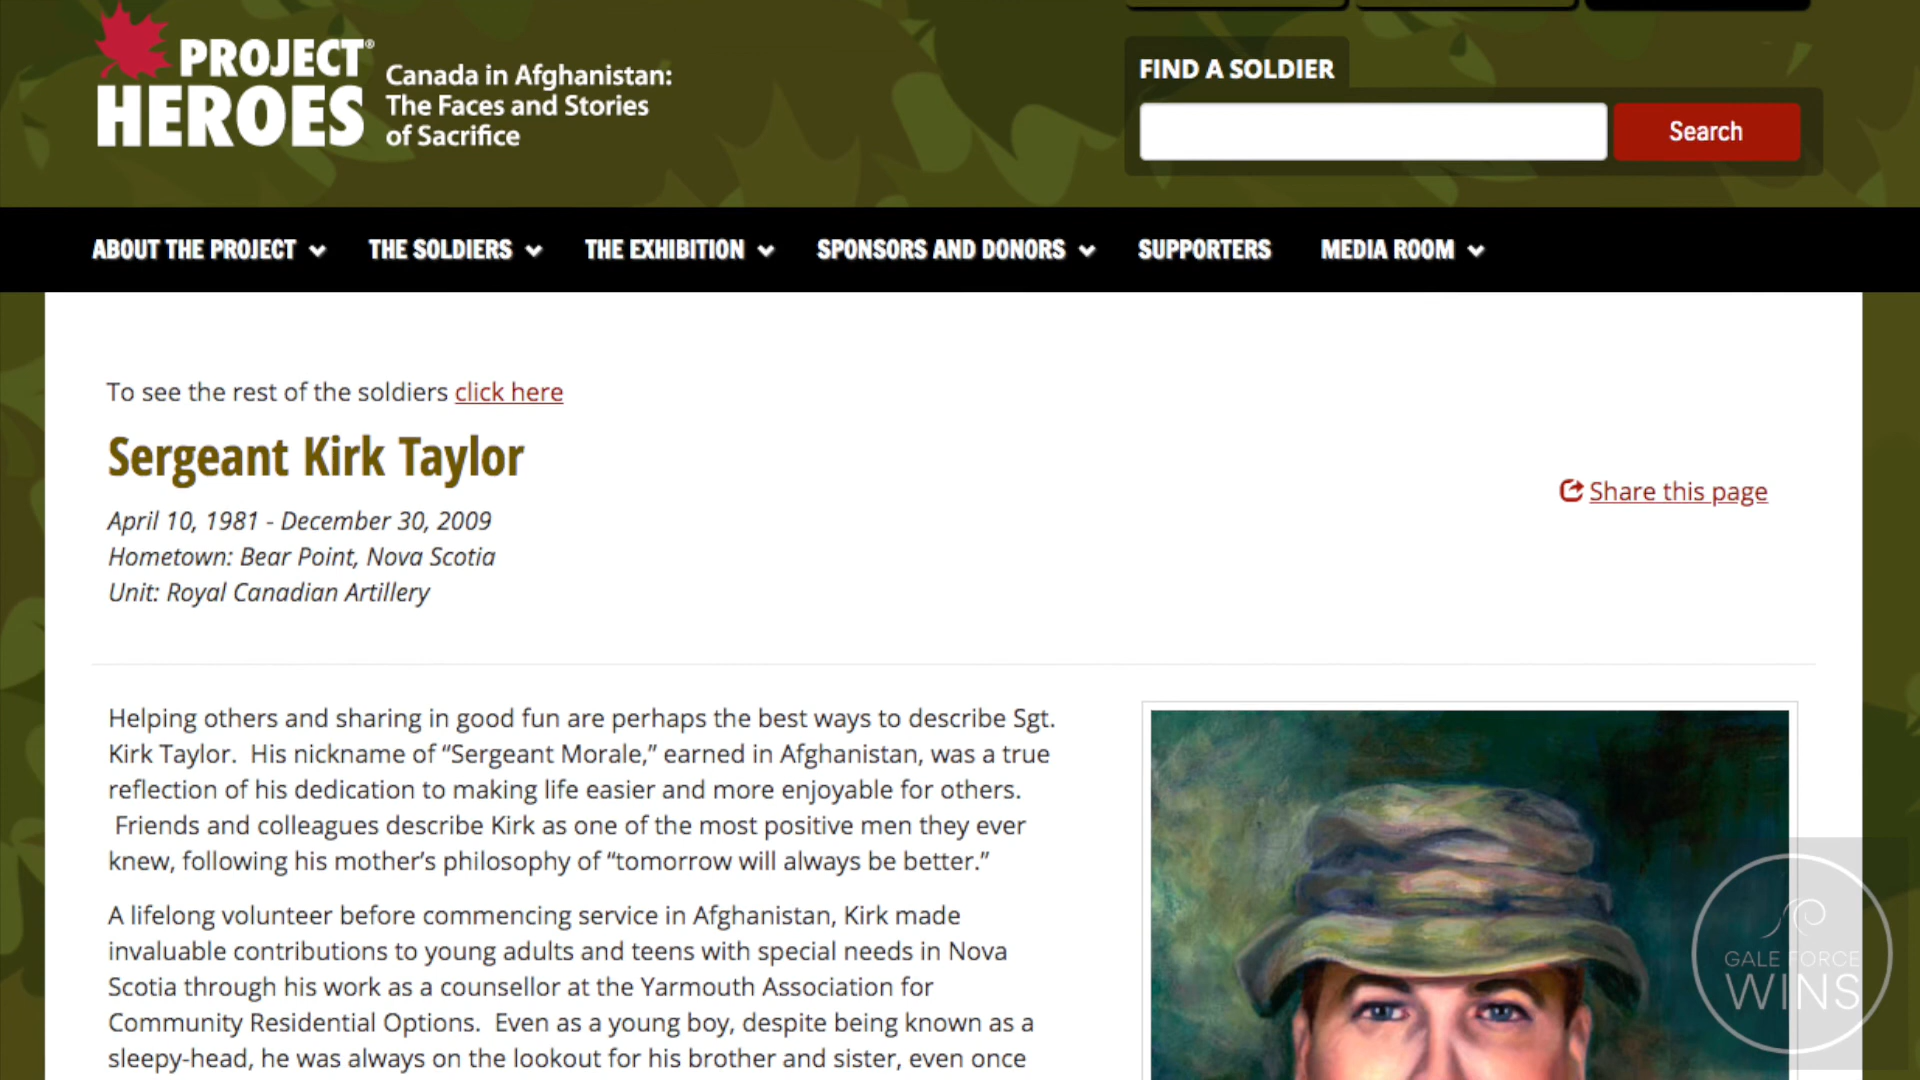 PROJECT®
HEROES
Canada in Afghanistan:
The Faces and Stories
of Sacrifice
FIND A SOLDIER
Search
ABOUT THE PROJECT
THE SOLDIERS
THE EXHIBITION
SPONSORS AND DONORS
SUPPORTERS
MEDIA ROOM
To see the rest of the soldiers click here
Sergeant Kirk Taylor
Share this page
April 10, 1981 - December 30, 2009
Hometown: Bear Point, Nova Scotia
Unit: Royal Canadian Artillery
Helping others and sharing in good fun are perhaps the best ways to describe Sgt.
Kirk Taylor.  His nickname of “Sergeant Morale,” earned in Afghanistan, was a true
reflection of his dedication to making life easier and more enjoyable for others.
Friends and colleagues describe Kirk as one of the most positive men they ever
knew, following his mother’s philosophy of “tomorrow will always be better.”
A lifelong volunteer before commencing service in Afghanistan, Kirk made
invaluable contributions to young adults and teens with special needs in Nova
Scotia through his work as a counsellor at the Yarmouth Association for
Community Residential Options.  Even as a young boy, despite being known as a
sleepy-head, he was always on the lookout for his brother and sister, even once
GALE FORCE
WINS